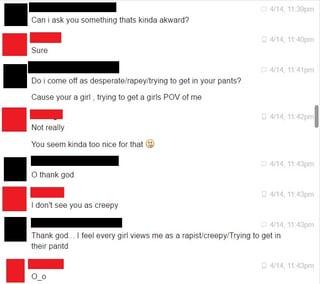 4/14, 11:39pm
Can i ask you something thats kinda akward?
4/14, 11:40pm
Sure
4/14, 11:41pm
Do i come off as desperate/rapey/trying to get in your pants?
Cause your a girl , trying to get a girls POV of me
4/14, 11:42pm
Not really
You seem kinda too nice for that
4/14, 11:43pm
O thank god
4/14, 11:43pm
I don't see you as creepy
4/14, 11:43pm
Thank god... I feel every girl views me as a rapist/creepy/Trying to get in
their pantd
4/14, 11:43pm
O_o